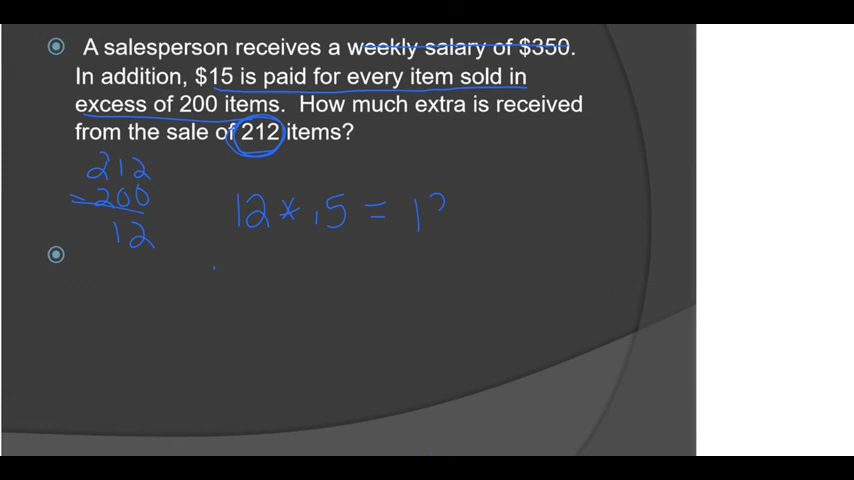 A salesperson receives a weekly salary of $350.
In addition, $15 is paid for every item sold in
excess of 200 items. How much extra is received
from the sale of 212 items?
212
- 200
12
12 * 15 =